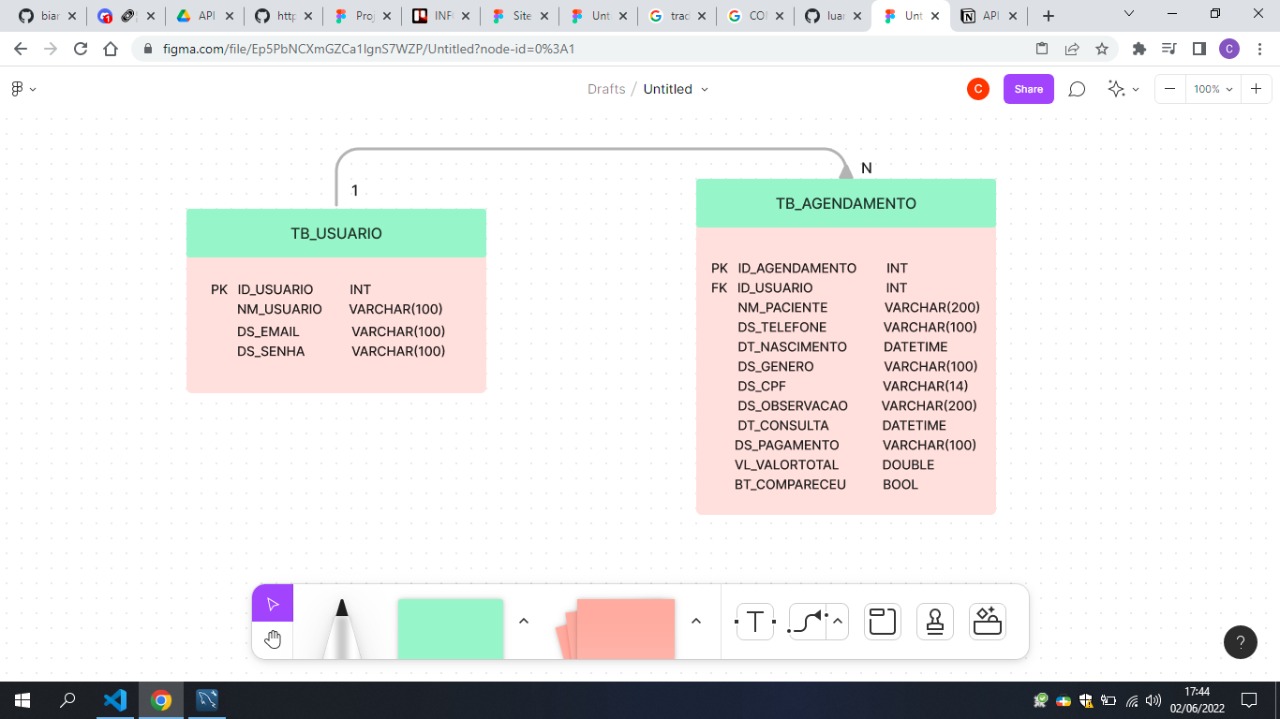 biar
API
http
Proj
INF
Site
Unt
trad
CO
luar
Unt
API
figma.com/file/Ep5PbNCXmGZCa1IgnS7WZP/Untitled?node-id=0%3A1
C
Drafts / Untitled
C
Share
100%
1
N
TB_USUARIO
PK ID_USUARIO INT
NM_USUARIO VARCHAR(100)
DS_EMAIL VARCHAR(100)
DS_SENHA VARCHAR(100)
TB_AGENDAMENTO
PK ID_AGENDAMENTO INT
FK ID_USUARIO INT
NM_PACIENTE VARCHAR(200)
DS_TELEFONE VARCHAR(100)
DT_NASCIMENTO DATETIME
DS_GENERO VARCHAR(100)
DS_CPF VARCHAR(14)
DS_OBSERVACAO VARCHAR(200)
DT_CONSULTA DATETIME
DS_PAGAMENTO VARCHAR(100)
VL_VALORTOTAL DOUBLE
BT_COMPARECEU BOOL
T
?
17:44
02/06/2022